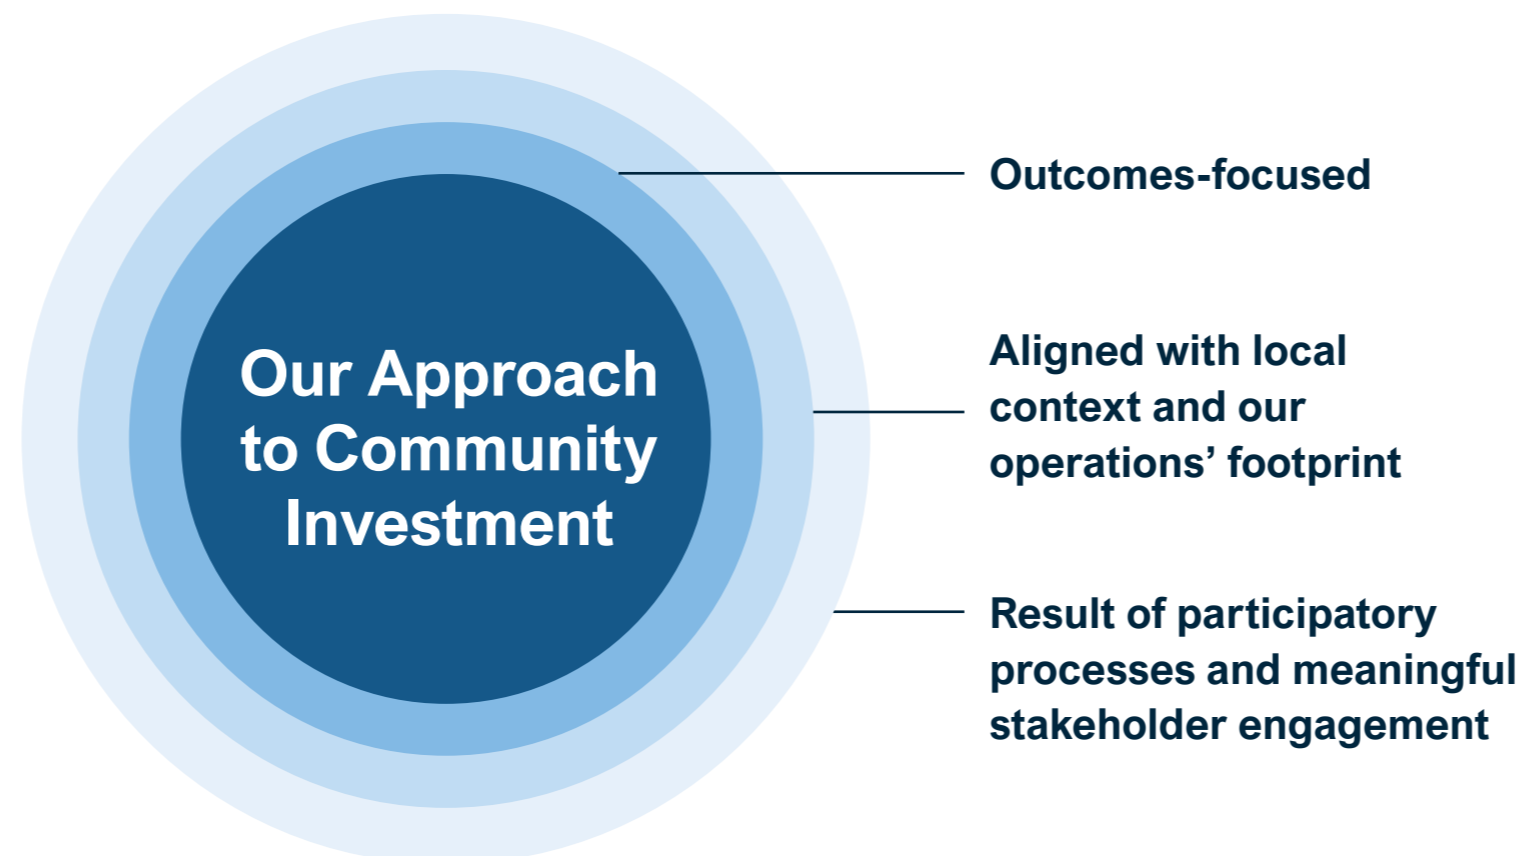 Our Approach
to Community
Investment
Outcomes-focused
Aligned with local
context and our
operations’ footprint
Result of participatory
processes and meaningful
stakeholder engagement